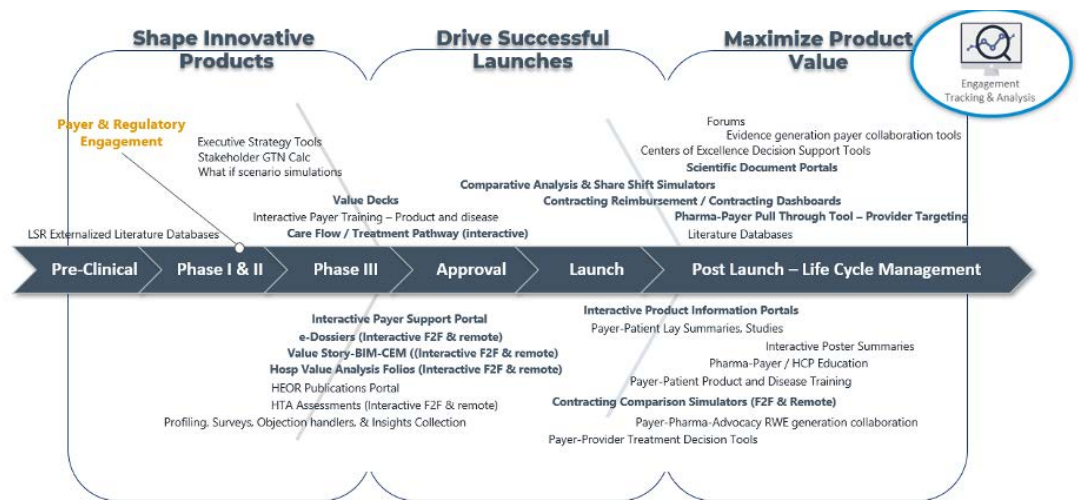 Shape Innovative
Products
Drive Successful
Launches
Maximize Product
Value
Engagement
Tracking & Analysis
Payer & Regulatory
Engagement
Executive Strategy Tools
Stakeholder GTN Calc
What if scenario simulations
Value Decks
Interactive Payer Training – Product and disease
Care Flow / Treatment Pathway (interactive)
LSR Externalized Literature Databases
Forums
Evidence generation payer collaboration tools
Centers of Excellence Decision Support Tools
Scientific Document Portals
Comparative Analysis & Share Shift Simulators
Contracting Reimbursement / Contracting Dashboards
Pharma-Payer Pull Through Tool – Provider Targeting
Literature Databases
Pre-Clinical
Phase I & II
Phase III
Approval
Launch
Post Launch – Life Cycle Management
Interactive Payer Support Portal
e-Dossiers (Interactive F2F & remote)
Value Story-BIM-CEM ((Interactive F2F & remote)
Hosp Value Analysis Folios (Interactive F2F & remote)
HEOR Publications Portal
HTA Assessments (Interactive F2F & remote)
Profiling, Surveys, Objection handlers, & Insights Collection
Interactive Product Information Portals
Payer-Patient Lay Summaries, Studies
Interactive Poster Summaries
Pharma-Payer / HCP Education
Payer-Patient Product and Disease Training
Contracting Comparison Simulators (F2F & Remote)
Payer-Pharma-Advocacy RWE generation collaboration
Payer-Provider Treatment Decision Tools